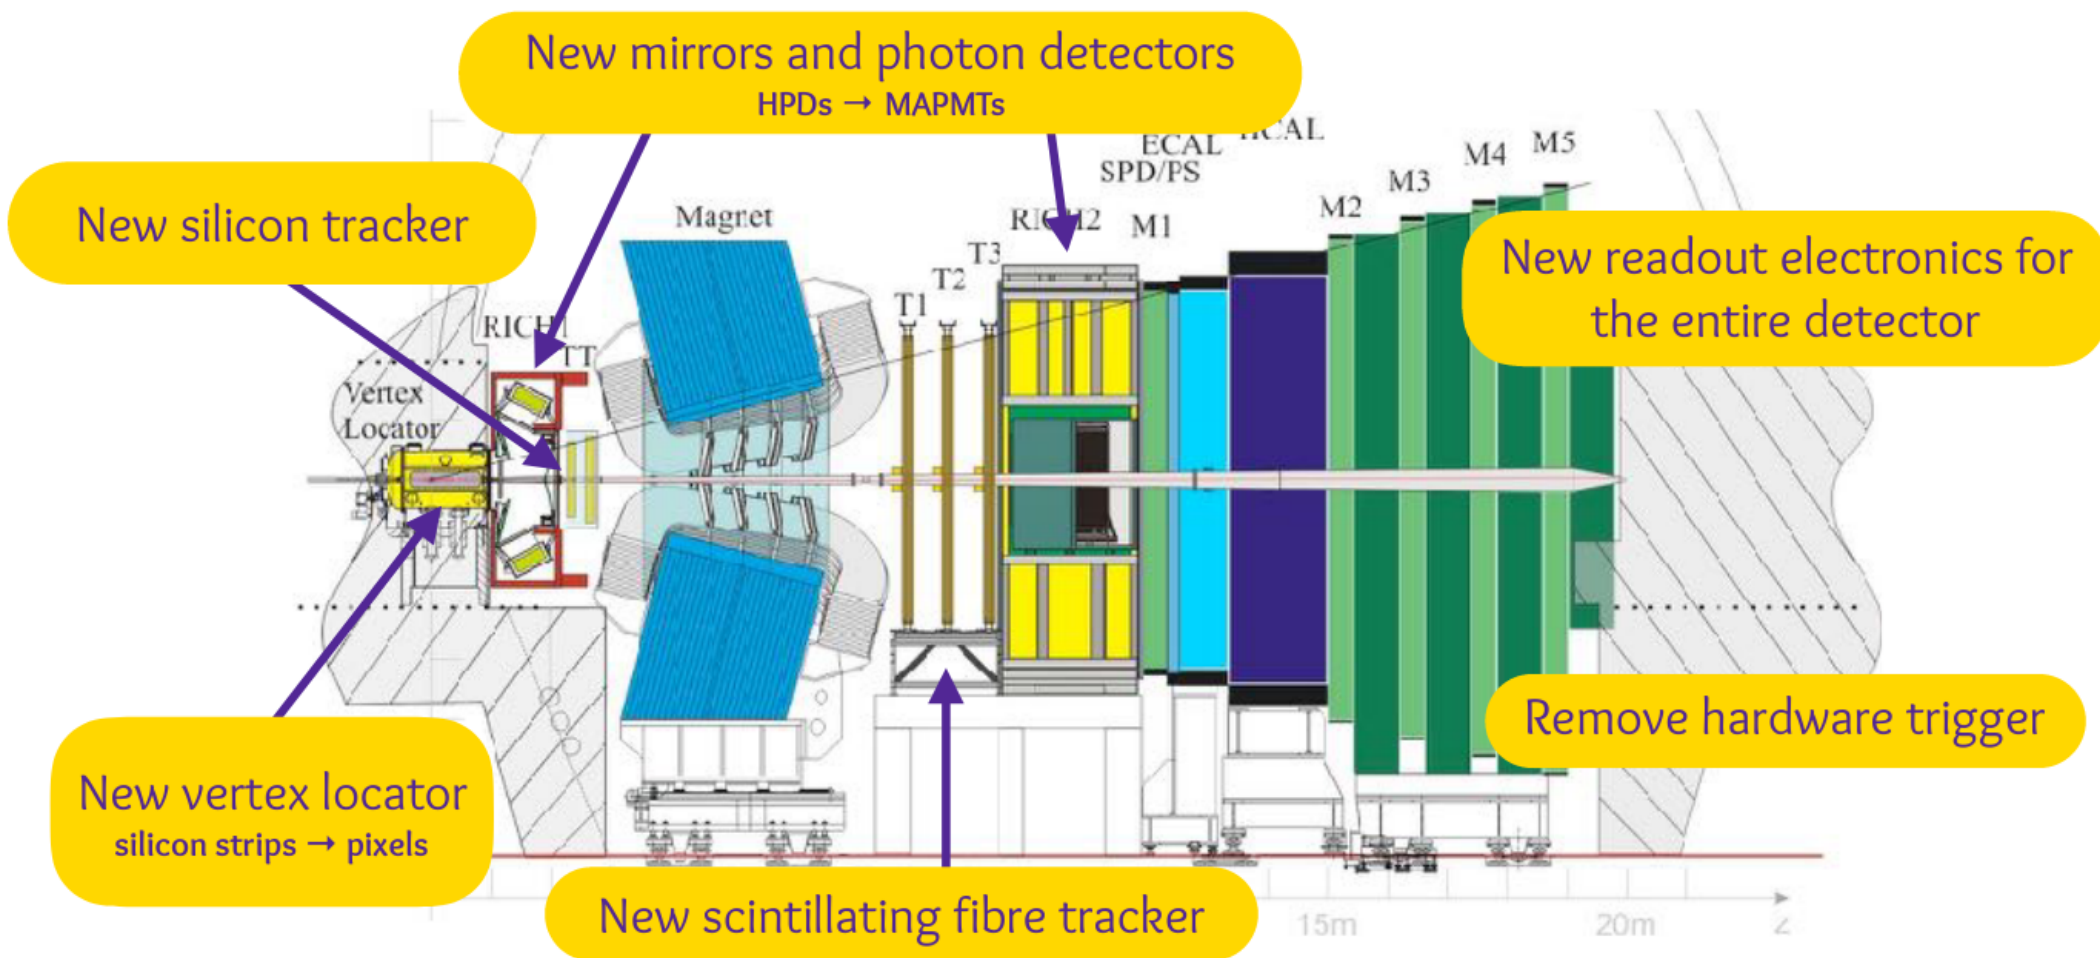 New mirrors and photon detectors
HPDs → MAPMTs
ECAL
SPD/PS
M5
M4
M3
M2
M1
New silicon tracker
Magnet
T3
T2
T1
New readout electronics for
the entire detector
TT
Vertex
Locator
New vertex locator
silicon strips → pixels
Remove hardware trigger
New scintillating fibre tracker
15m
20m